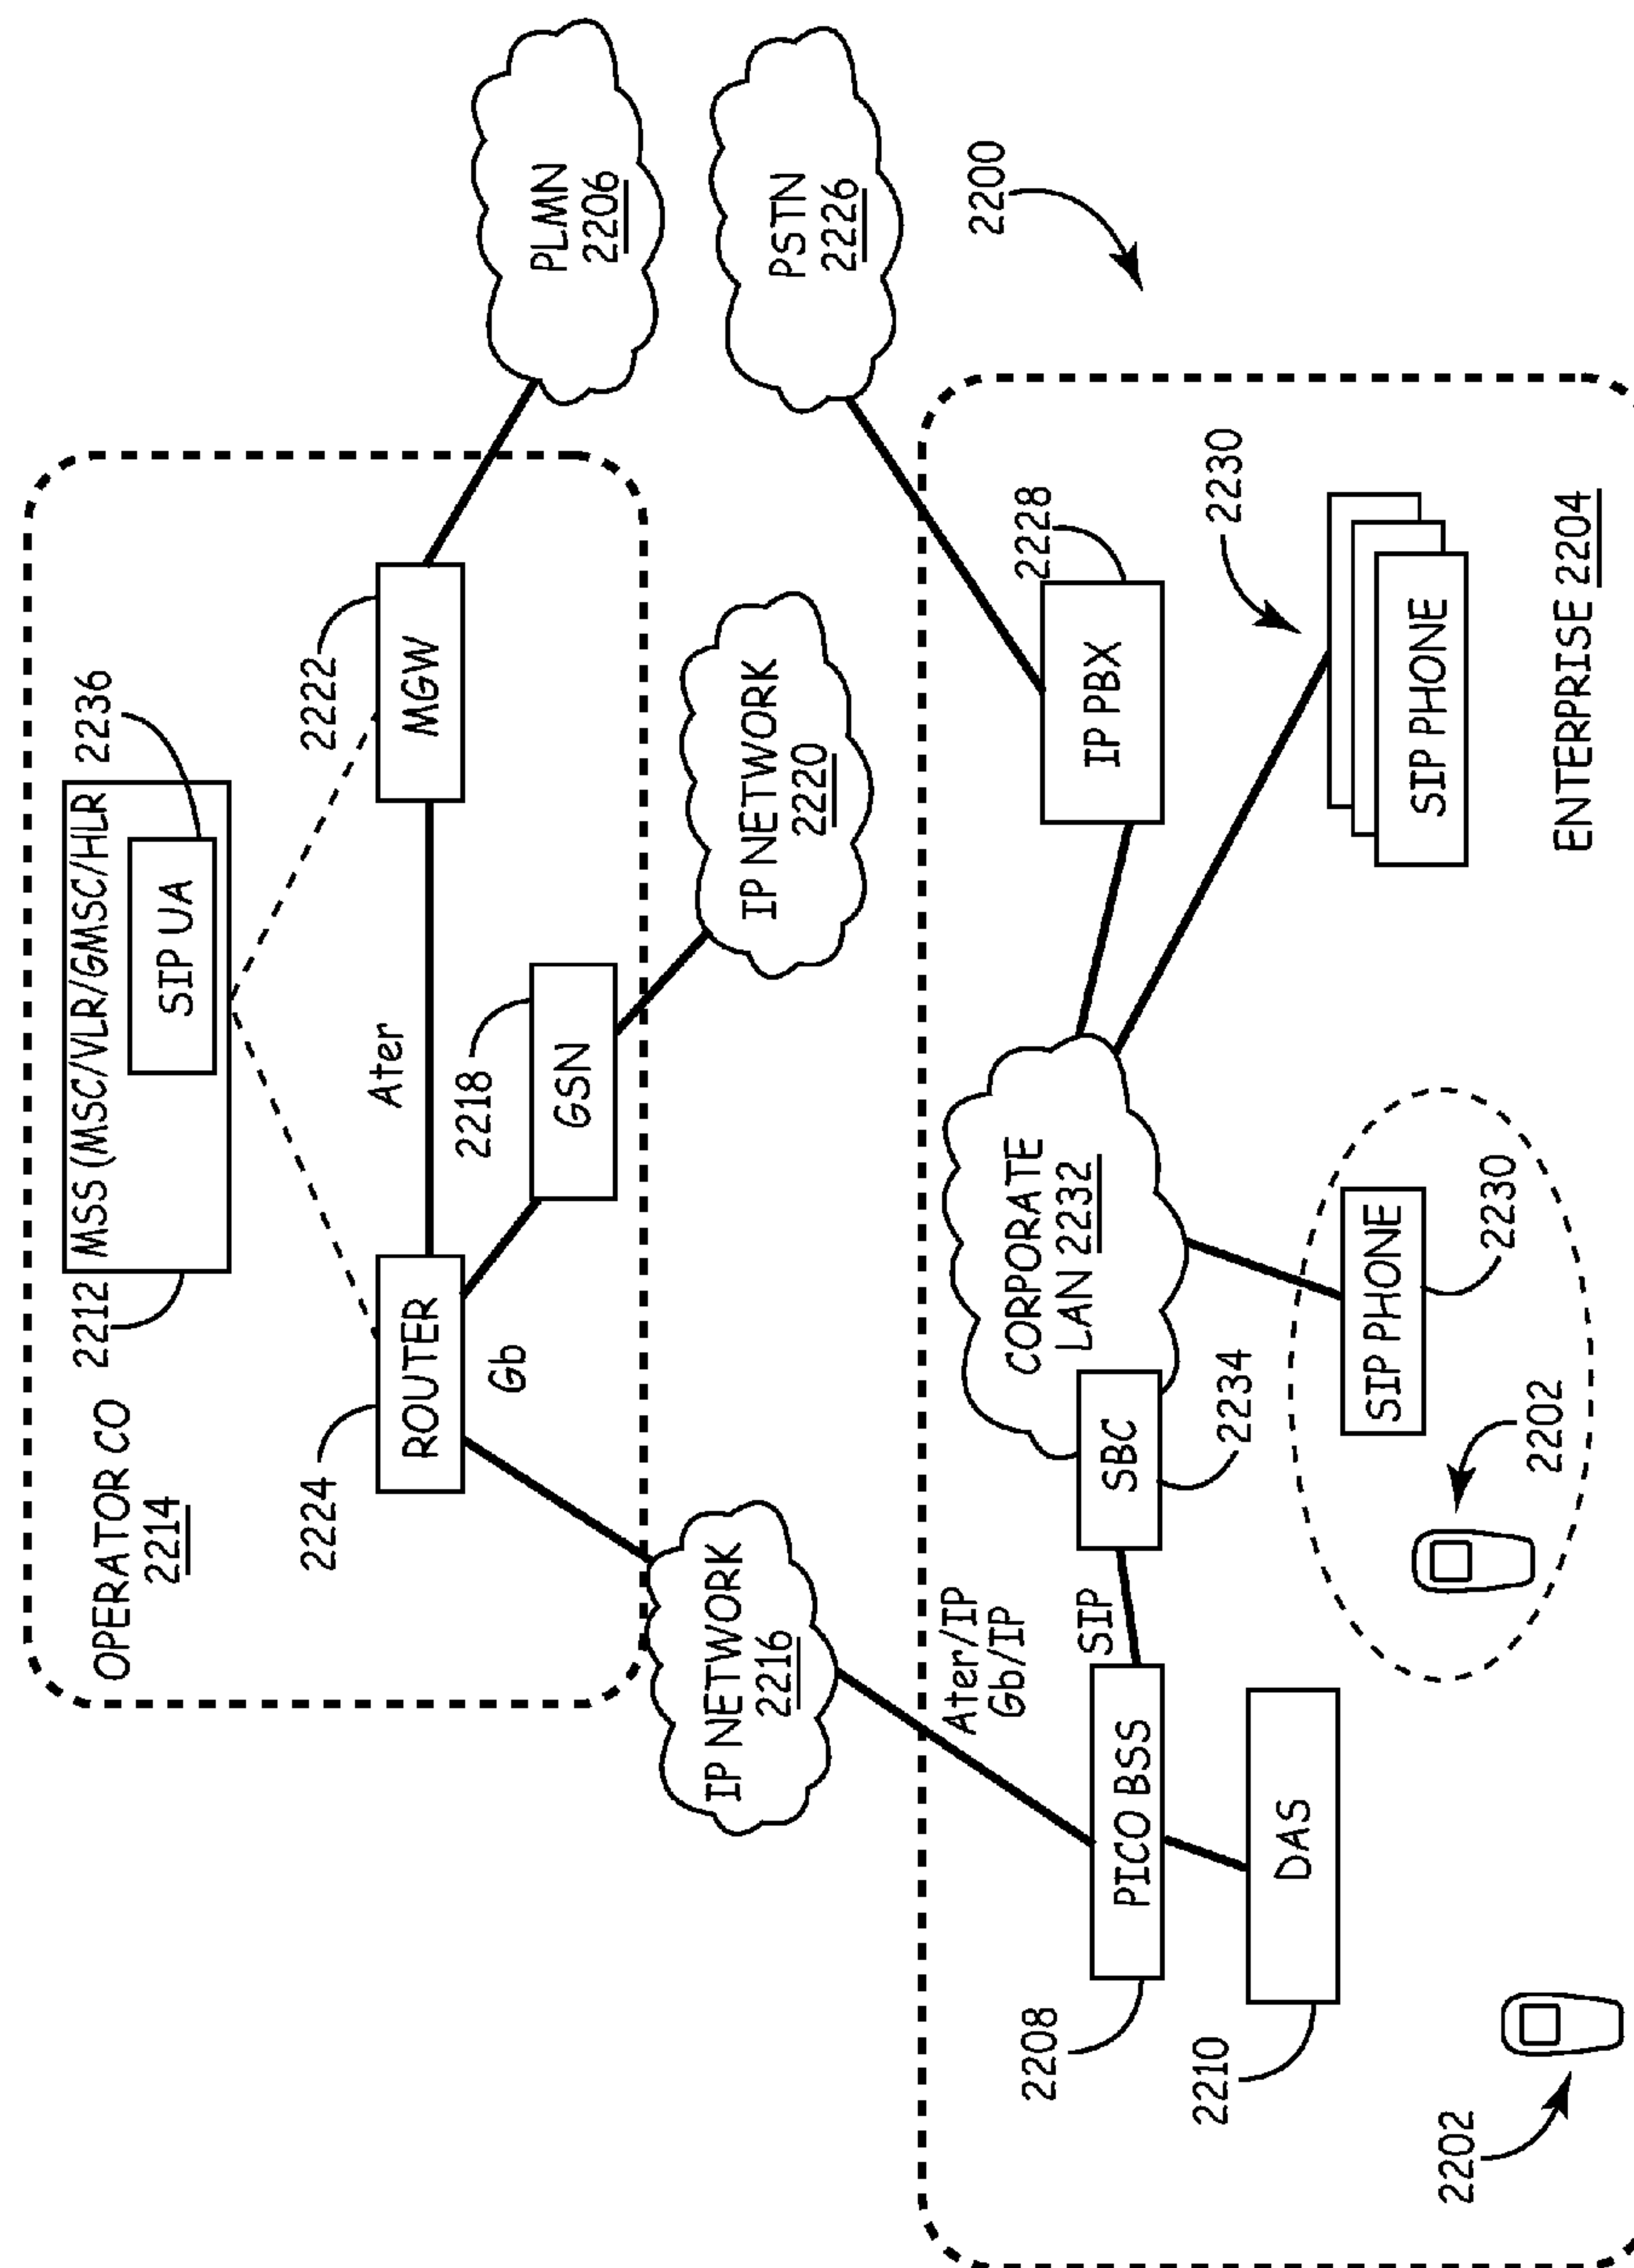 OPERATOR CO
2214
2212
MSS (MSC/VLR/GMSC/HLR
SIP UA
2236
2224
ROUTER
Ater
2222
MGW
Gb
2218
GSN
PLMN
2206
IP NETWORK
2216
IP NETWORK
2220
PSTN
2226
2200
Ater/IP
Gb/IP
SIP
2208
PICO BSS
2210
DAS
SBC
2234
CORPORATE
LAN 2232
2228
IP PBX
2230
SIP PHONE
SIP PHONE
2230
2202
2202
ENTERPRISE 2204